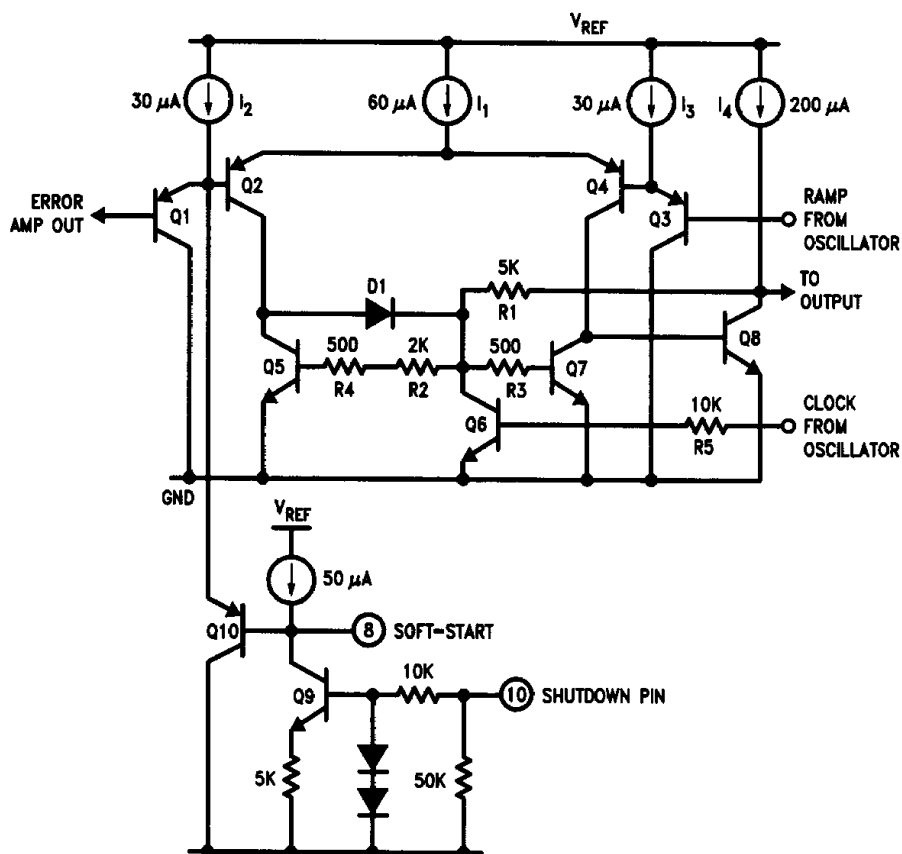 VREF
30 µA I2
60 µA I1
30 µA I3
I4 200 µA
Q2
Q4
ERROR
AMP OUT
Q1
Q3
RAMP
FROM
OSCILLATOR
5K
R1
TO
OUTPUT
D1
Q5
500
R4
2K
R2
500
R3
Q7
Q8
Q6
10K
R5
CLOCK
FROM
OSCILLATOR
GND
VREF
50 µA
Q10
8 SOFT-START
Q9
10K
10 SHUTDOWN PIN
5K
50K